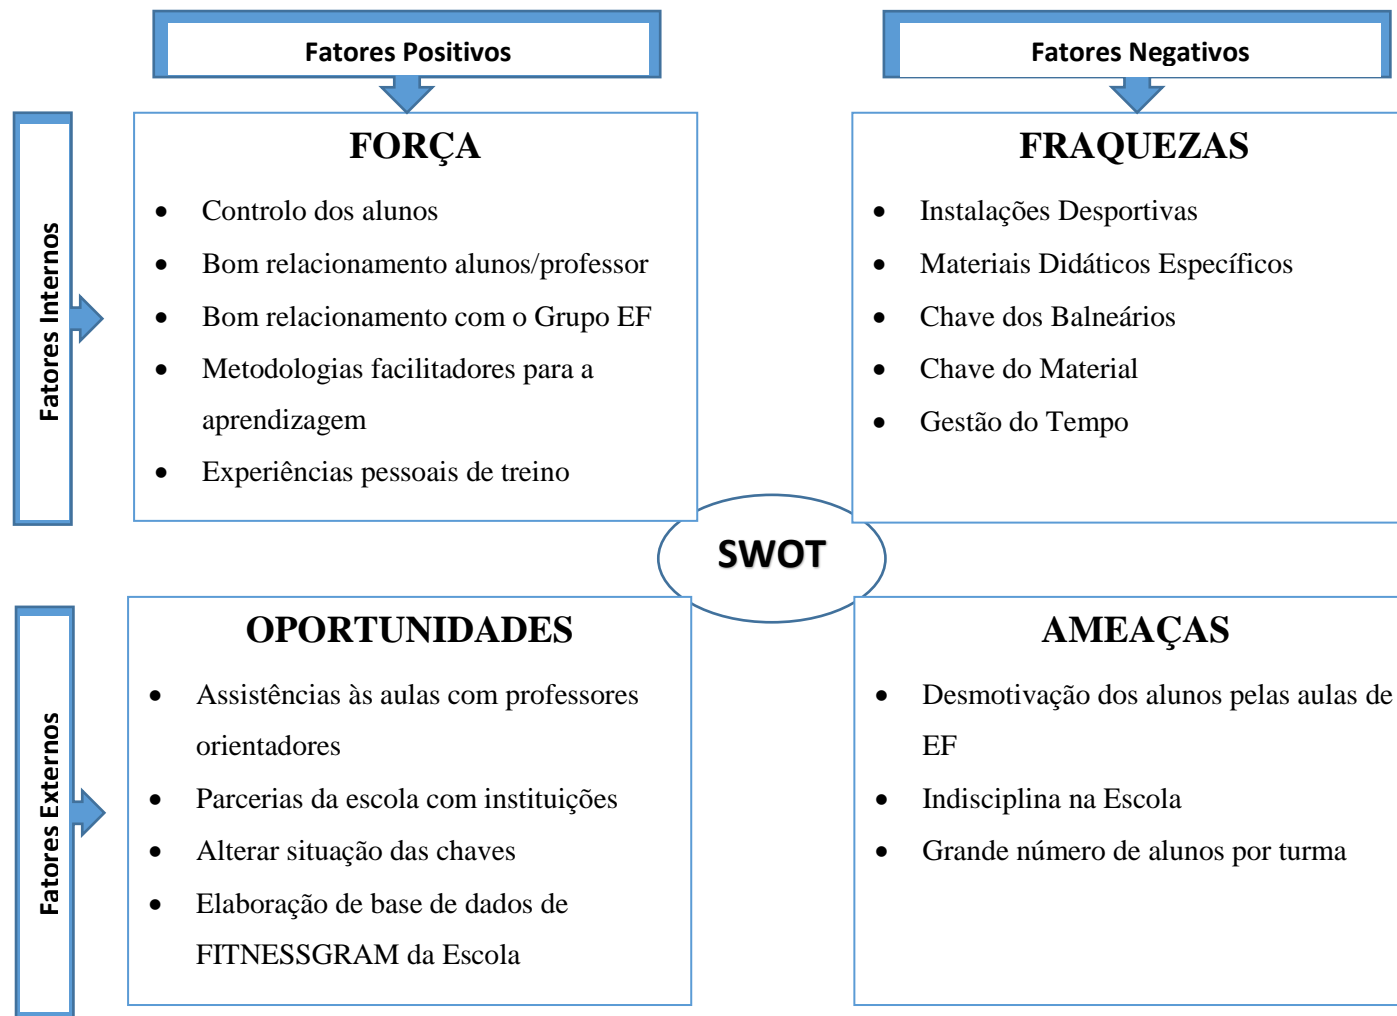 Fatores Positivos
Fatores Negativos
Fatores Internos
FORÇA
• Controlo dos alunos
• Bom relacionamento alunos/professor
• Bom relacionamento com o Grupo EF
• Metodologias facilitadores para a
aprendizagem
• Experiências pessoais de treino
FRAQUEZAS
• Instalações Desportivas
• Materiais Didáticos Específicos
• Chave dos Balneários
• Chave do Material
• Gestão do Tempo
SWOT
Fatores Externos
OPORTUNIDADES
• Assistências às aulas com professores
orientadores
• Parcerias da escola com instituições
• Alterar situação das chaves
• Elaboração de base de dados de
FITNESSGRAM da Escola
AMEAÇAS
• Desmotivação dos alunos pelas aulas de
EF
• Indisciplina na Escola
• Grande número de alunos por turma